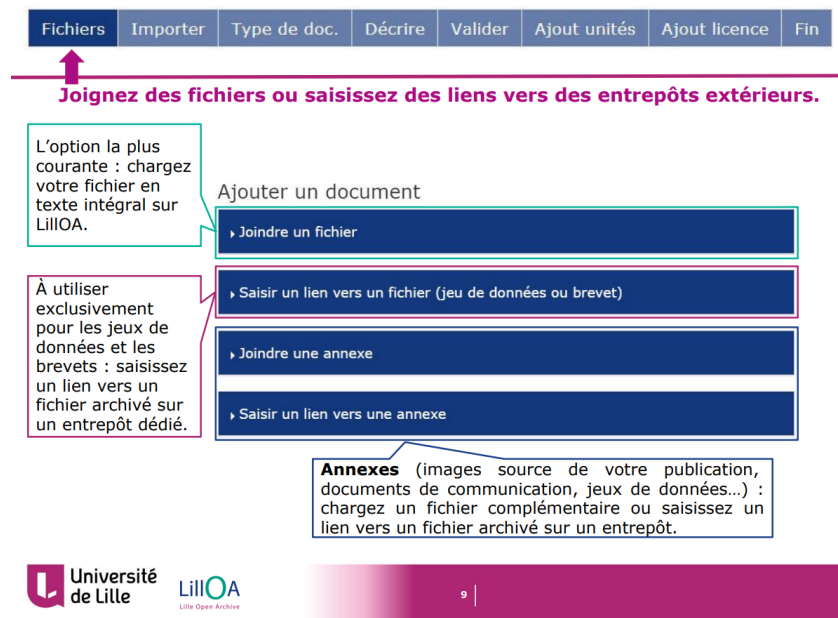 Fichiers Importer Type de doc. Décrire Valider Ajout unités Ajout licence Fin
Joignez des fichiers ou saisissez des liens vers des entrepôts extérieurs.
L’option la plus
courante : chargez
votre fichier en
texte intégral sur
LillOA.
Ajouter un document
Joindre un fichier
À utiliser
exclusivement
pour les jeux de
données et les
brevets : saisissez
un lien vers un
fichier archivé sur
un entrepôt dédié.
Saisir un lien vers un fichier (jeu de données ou brevet)
Joindre une annexe
Saisir un lien vers une annexe
Annexes (images source de votre publication,
documents de communication, jeux de données…) :
chargez un fichier complémentaire ou saisissez un
lien vers un fichier archivé sur un entrepôt.
Université
de Lille
LillOA
Lille Open Archive
9